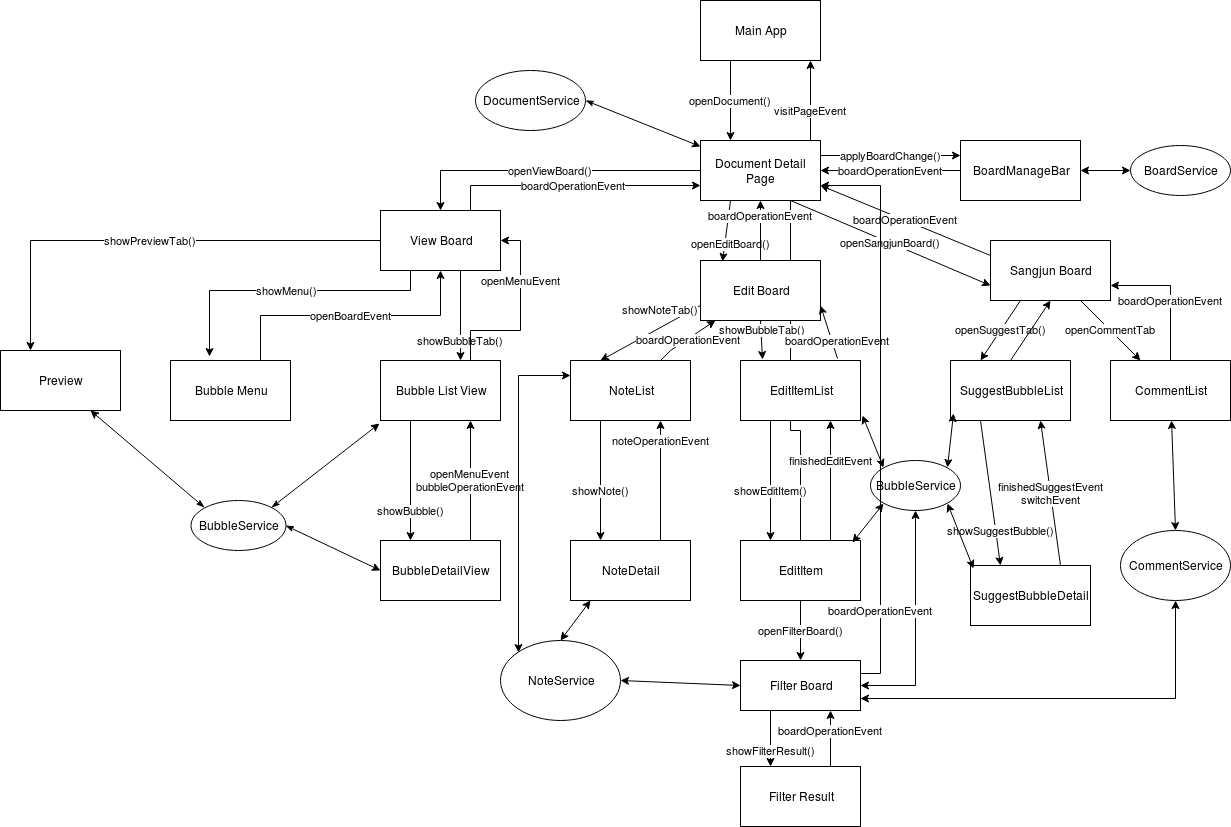 Main App
DocumentService
openDocument()
visitPageEvent
Document Detail
Page
applyBoardChange()
boardOperationEvent
BoardManageBar
BoardService
openViewBoard()
boardOperationEvent
boardOperationEvent
openEditBoard()
boardOperationEvent
openSangjunBoard()
View Board
showPreviewTab()
openMenuEvent
showMenu()
openBoardEvent
showBubbleTab()
Edit Board
Sangjun Board
showNoteTab()
boardOperationEvent
showBubbleTab()
boardOperationEvent
openSuggestTab()
openCommentTab
boardOperationEvent
Preview
Bubble Menu
Bubble List View
NoteList
EditItemList
SuggestBubbleList
CommentList
openMenuEvent
bubbleOperationEvent
showBubble()
noteOperationEvent
showNote()
finishedEditEvent
showEditItem()
BubbleService
finishedSuggestEvent
switchEvent
showSuggestBubble()
BubbleService
BubbleDetailView
NoteDetail
EditItem
SuggestBubbleDetail
CommentService
boardOperationEvent
openFilterBoard()
NoteService
Filter Board
boardOperationEvent
showFilterResult()
Filter Result